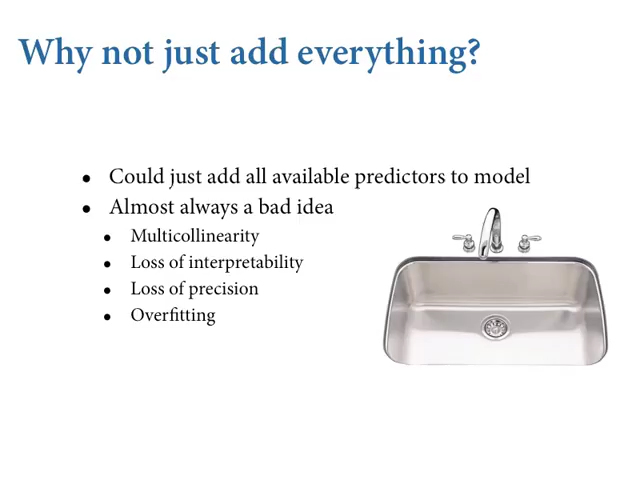 Why not just add everything?
• Could just add all available predictors to model
• Almost always a bad idea
• Multicollinearity
• Loss of interpretability
• Loss of precision
• Overfitting